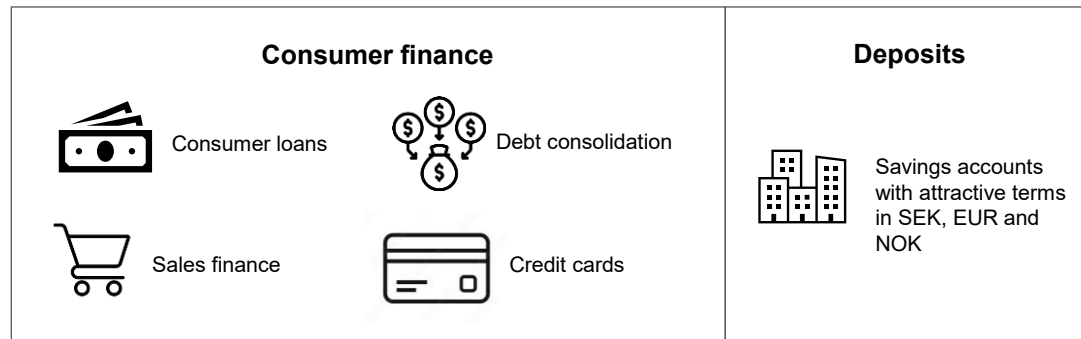 Consumer finance
Consumer loans
Debt consolidation
Sales finance
Credit cards
Deposits
Savings accounts
with attractive terms
in SEK, EUR and
NOK